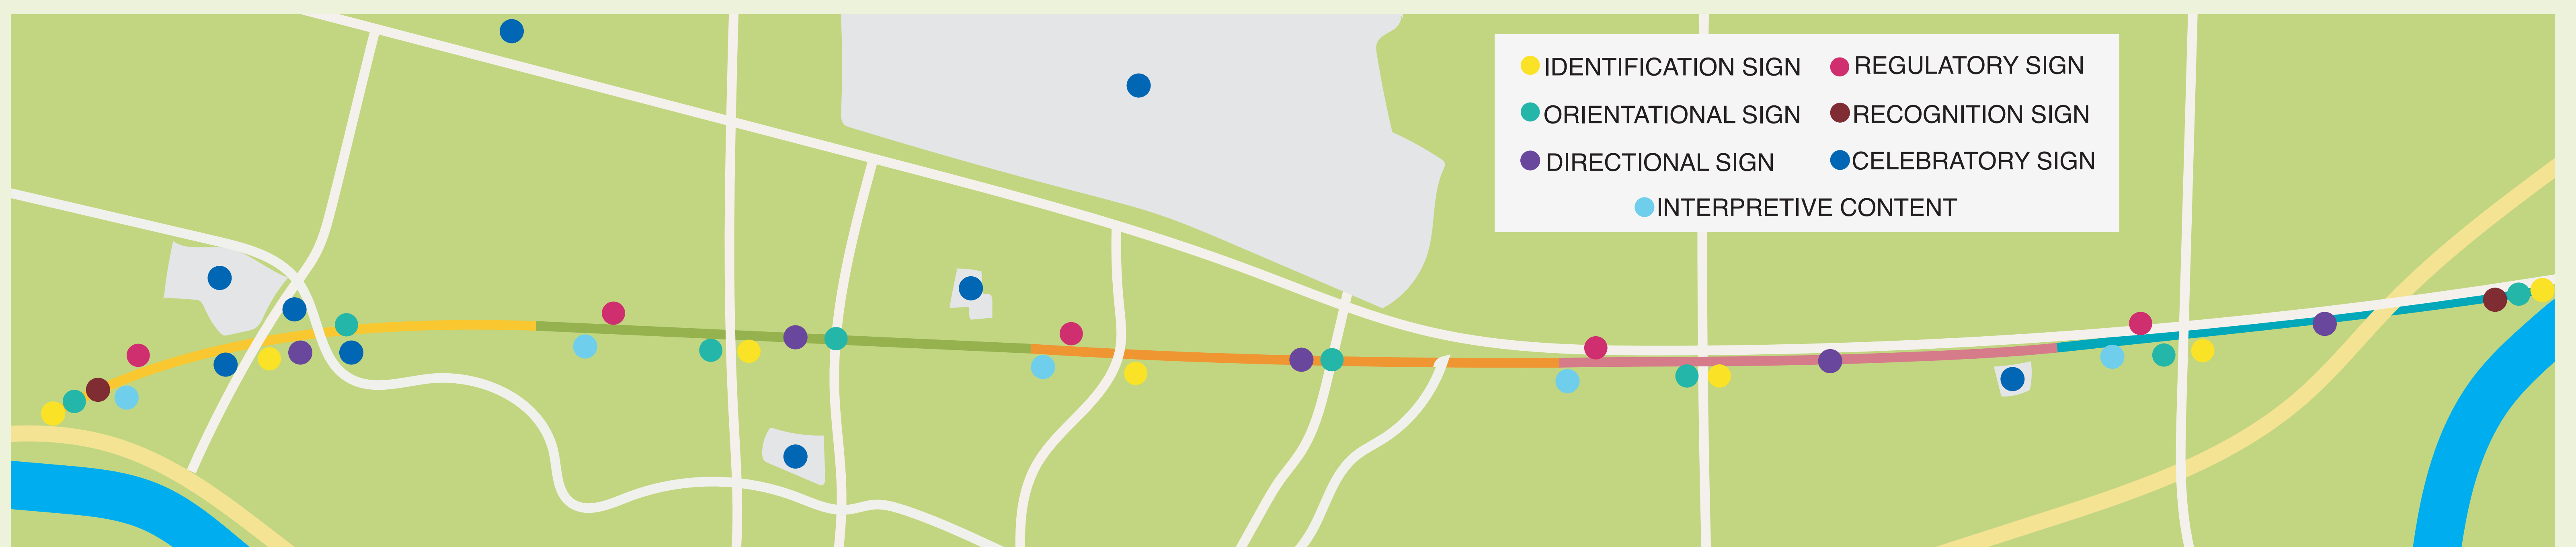 IDENTIFICATION SIGN
REGULATORY SIGN
ORIENTATIONAL SIGN
RECOGNITION SIGN
DIRECTIONAL SIGN
CELEBRATORY SIGN
INTERPRETIVE CONTENT